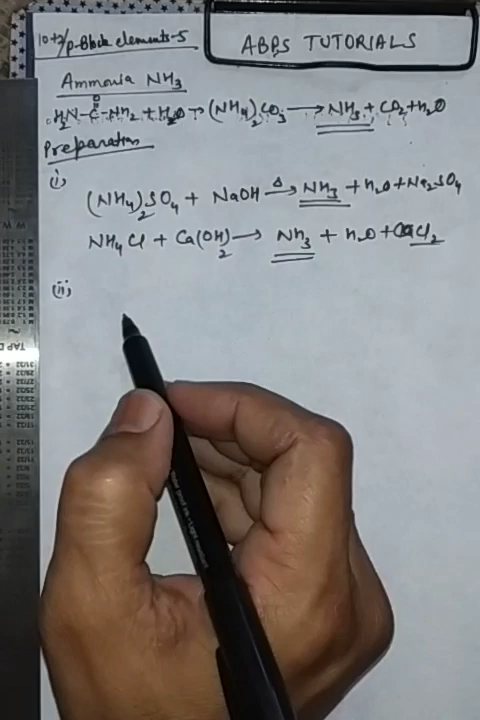 10+2/p-Block elements-5
ABPS TUTORIALS
Ammonia NH3
H2N-C-NH2 + H2O → (NH4)2CO3 → NH3 + CO2 + H2O
O
Preparation
(i)
(NH4)2SO4 + NaOH →Δ NH3 + H2O + Na2SO4
NH4Cl + Ca(OH)2 → NH3 + H2O + CaCl2
(ii)